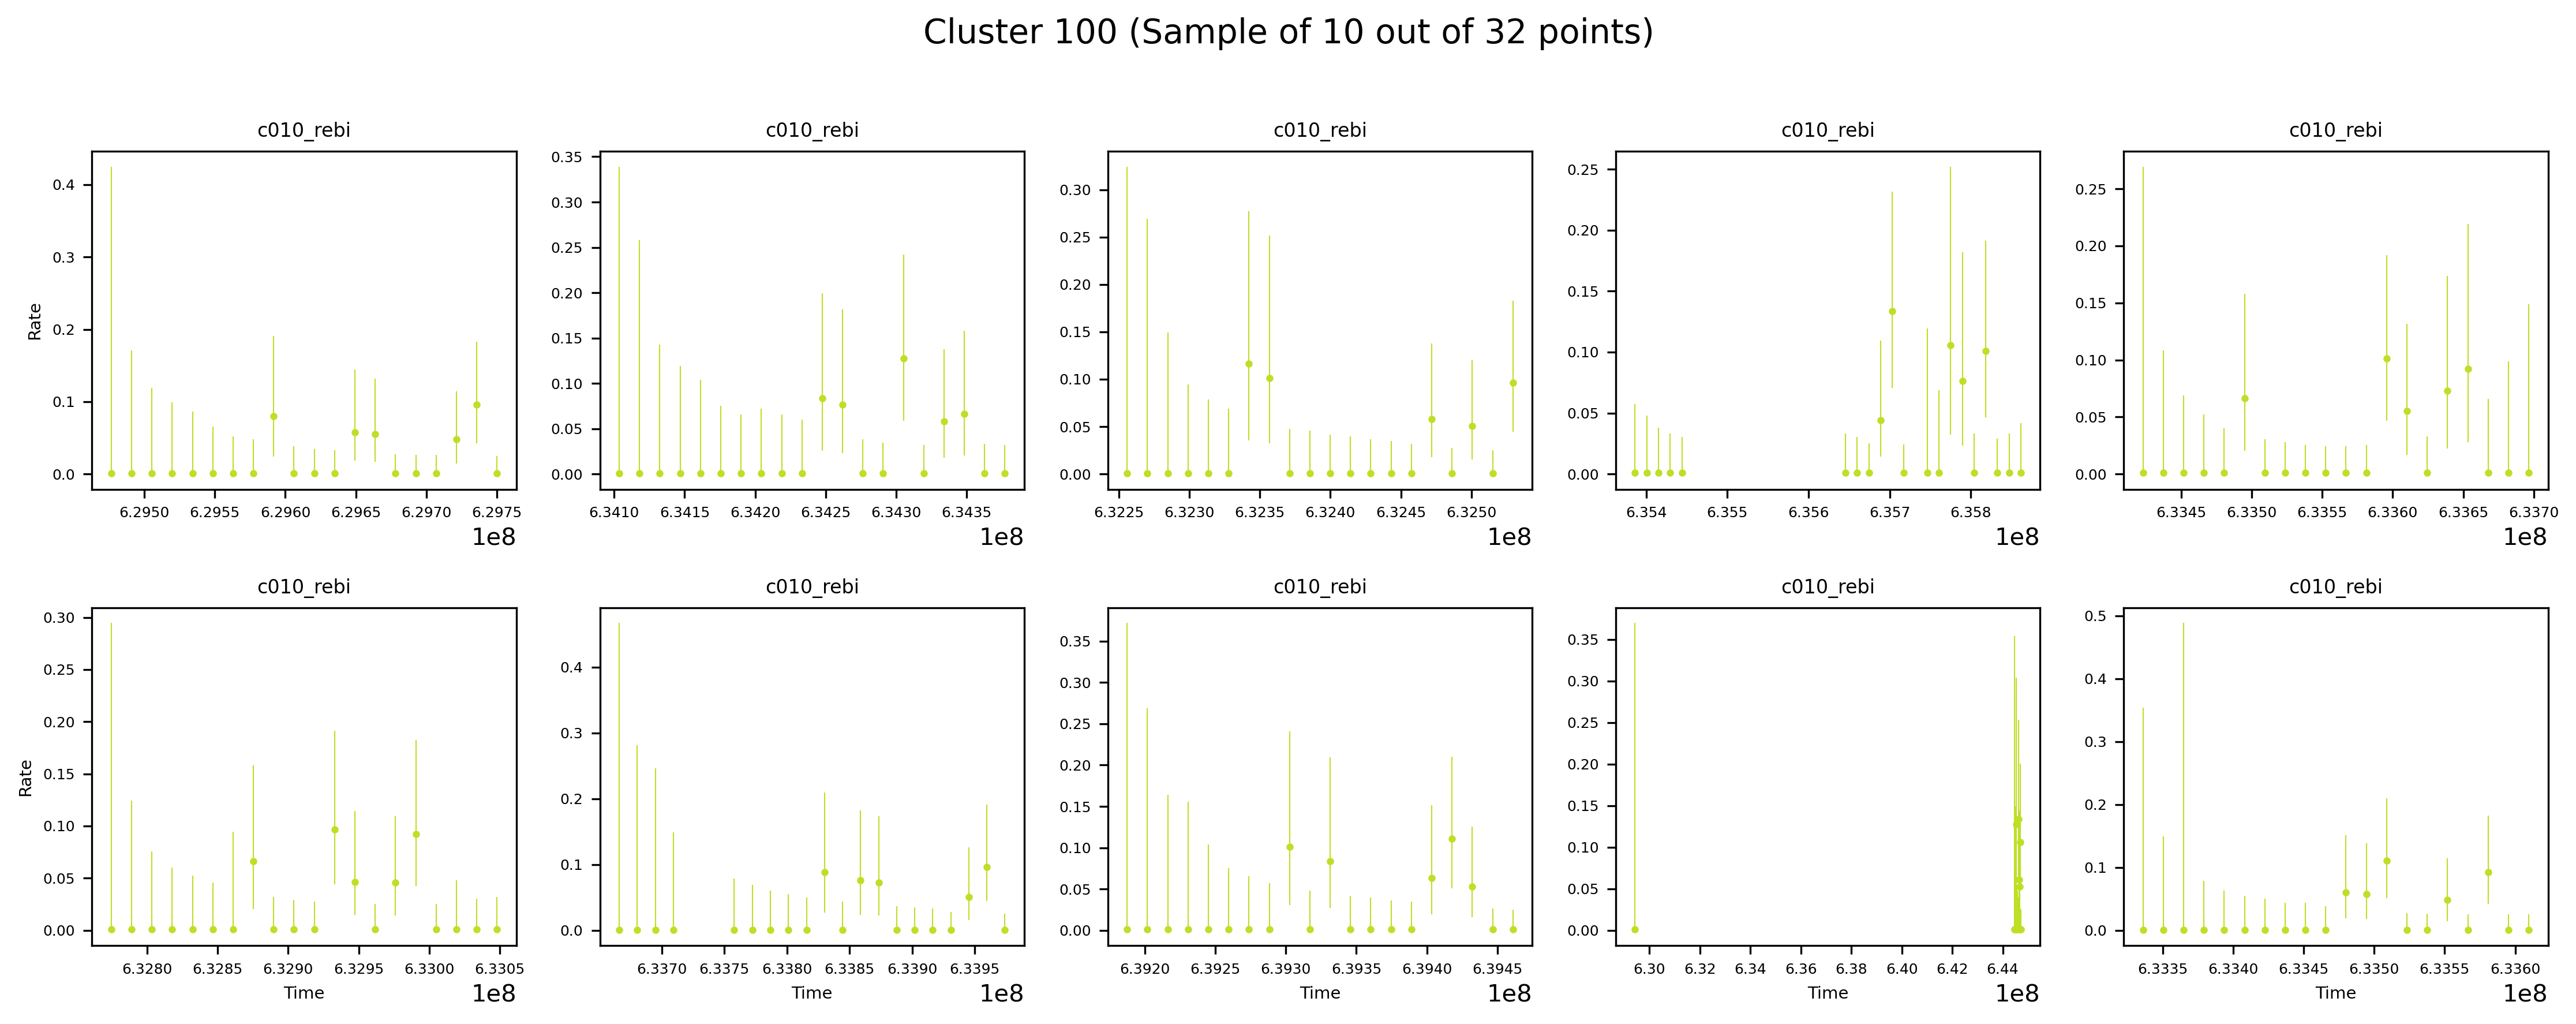 Cluster 100 (Sample of 10 out of 32 points)
c010_rebi c010_rebi c010_rebi c010_rebi c010_rebi
Rate
0.4 0.3 0.2 0.1 0.0
6.2950 6.2955 6.2960 6.2965 6.2970 6.2975
1e8
0.35 0.30 0.25 0.20 0.15 0.10 0.05 0.00
6.3410 6.3415 6.3420 6.3425 6.3430 6.3435
1e8
0.30 0.25 0.20 0.15 0.10 0.05 0.00
6.3225 6.3230 6.3235 6.3240 6.3245 6.3250
1e8
0.25 0.20 0.15 0.10 0.05 0.00
6.354 6.355 6.356 6.357 6.358
1e8
0.25 0.20 0.15 0.10 0.05 0.00
6.3345 6.3350 6.3355 6.3360 6.3365 6.3370
1e8
c010_rebi c010_rebi c010_rebi c010_rebi c010_rebi
Rate
0.30 0.25 0.20 0.15 0.10 0.05 0.00
6.3280 6.3285 6.3290 6.3295 6.3300 6.3305
Time
1e8
0.4 0.3 0.2 0.1 0.0
6.3370 6.3375 6.3380 6.3385 6.3390 6.3395
Time
1e8
0.35 0.30 0.25 0.20 0.15 0.10 0.05 0.00
6.3920 6.3925 6.3930 6.3935 6.3940 6.3945
Time
1e8
0.35 0.30 0.25 0.20 0.15 0.10 0.05 0.00
6.30 6.32 6.34 6.36 6.38 6.40 6.42 6.44
Time
1e8
0.5 0.4 0.3 0.2 0.1 0.0
6.3335 6.3340 6.3345 6.3350 6.3355 6.3360
Time
1e8